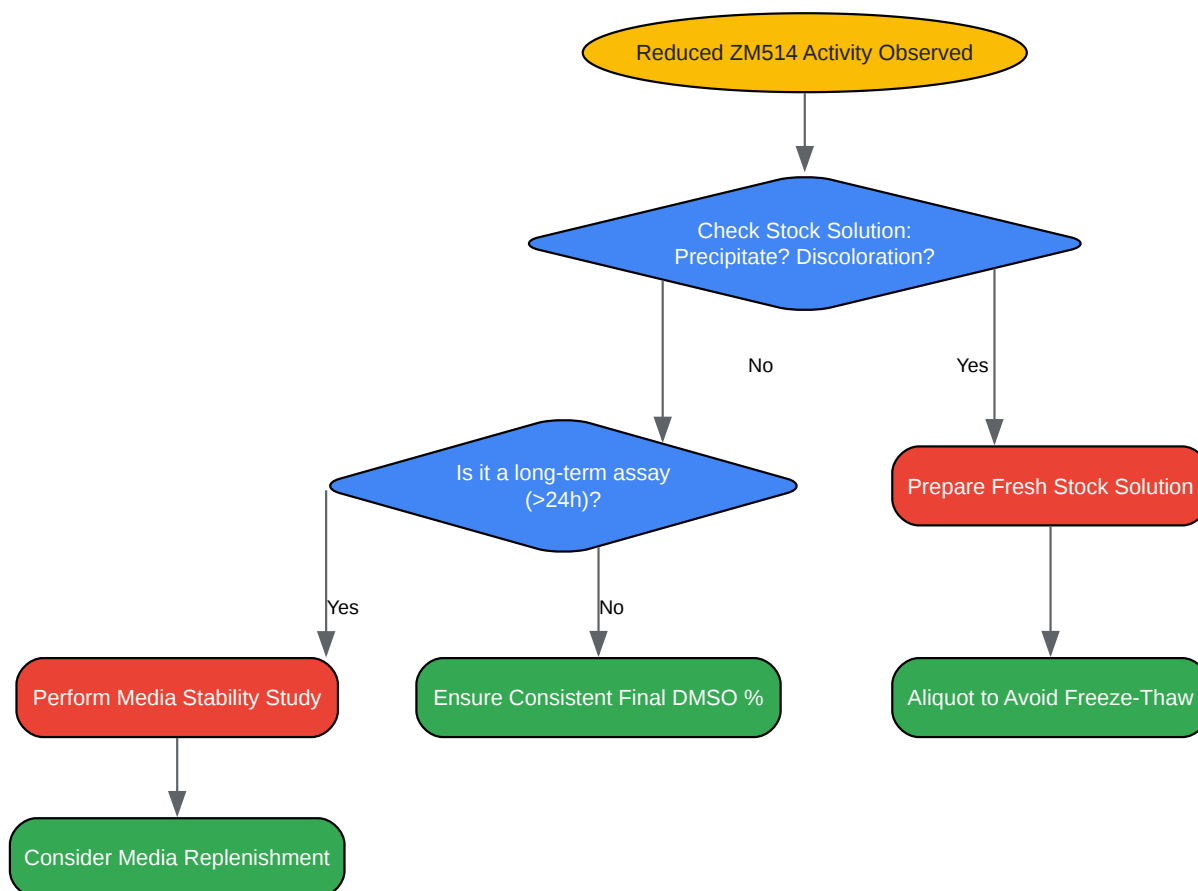 Reduced ZM514 Activity Observed
Check Stock Solution:
Precipitate? Discoloration?
No
Yes
Is it a long-term assay
(>24h)?
Prepare Fresh Stock Solution
Yes
No
Perform Media Stability Study
Ensure Consistent Final DMSO %
Aliquot to Avoid Freeze-Thaw
Consider Media Replenishment